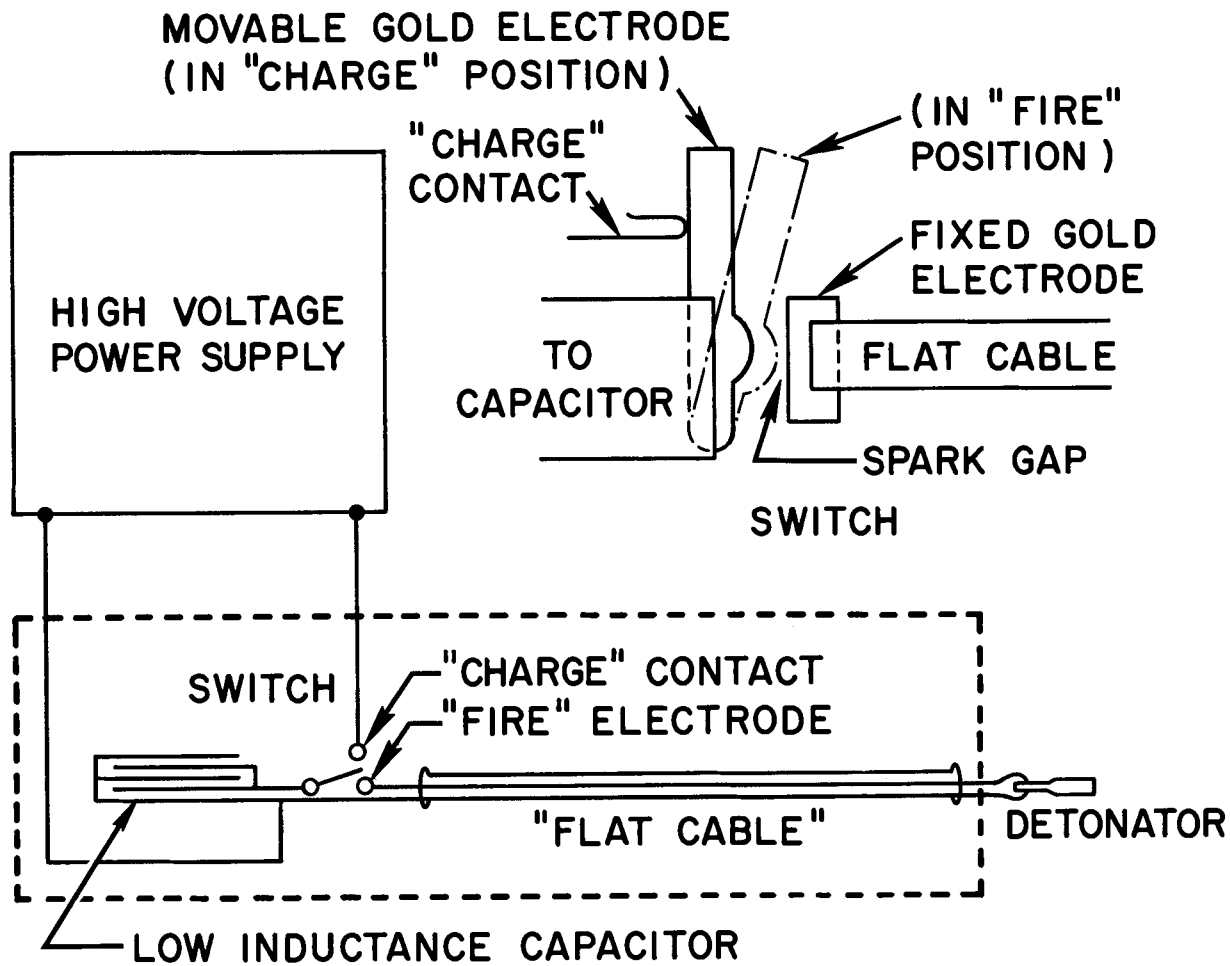 MOVABLE GOLD ELECTRODE
(IN "CHARGE" POSITION)
(IN "FIRE"
POSITION)
"CHARGE"
CONTACT
FIXED GOLD
ELECTRODE
HIGH VOLTAGE
POWER SUPPLY
TO
CAPACITOR
FLAT CABLE
SPARK GAP
SWITCH
SWITCH
"CHARGE" CONTACT
"FIRE" ELECTRODE
"FLAT CABLE"
DETONATOR
LOW INDUCTANCE CAPACITOR